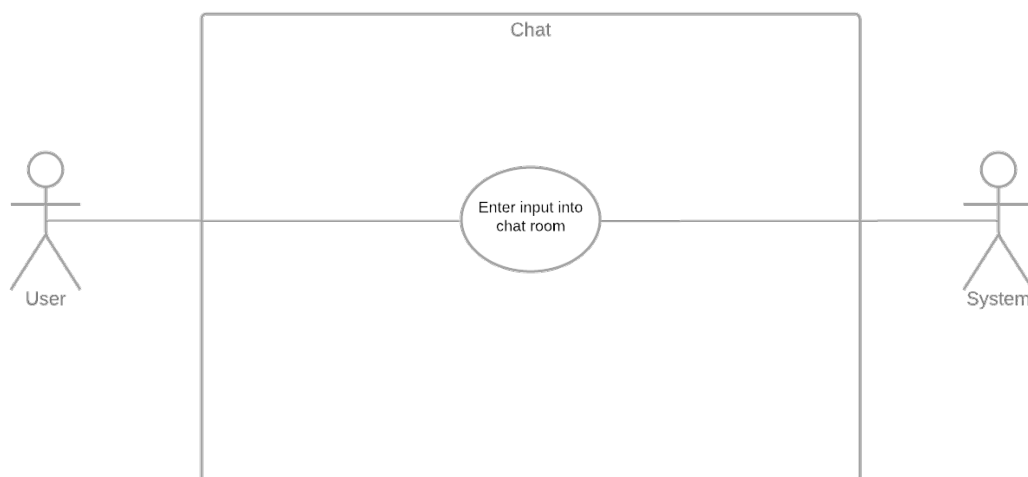 Chat
Enter input into
chat room
User
System